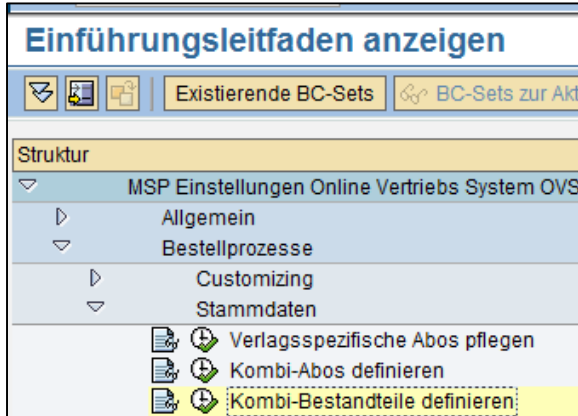 Einführungsleitfaden anzeigen
Existierende BC-Sets BC-Sets zur Akt
Struktur
MSP Einstellungen Online Vertriebs System OVS
Allgemein
Bestellprozesse
Customizing
Stammdaten
Verlagsspezifische Abos pflegen
Kombi-Abos definieren
Kombi-Bestandteile definieren